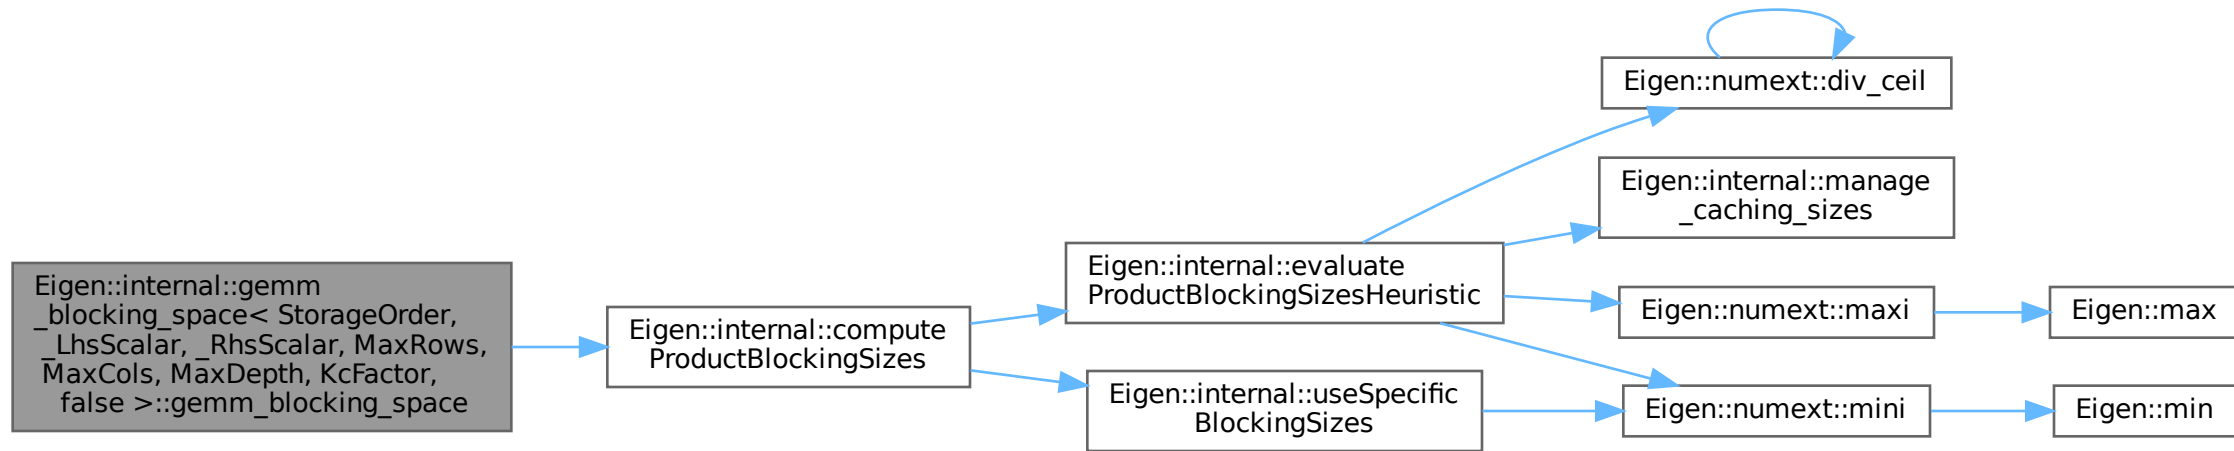 Eigen::internal::gemm
_blocking_space< StorageOrder,
_LhsScalar, _RhsScalar, MaxRows,
MaxCols, MaxDepth, KcFactor,
false >::gemm_blocking_space
Eigen::internal::compute
ProductBlockingSizes
Eigen::internal::evaluate
ProductBlockingSizesHeuristic
Eigen::internal::useSpecific
BlockingSizes
Eigen::numext::div_ceil
Eigen::internal::manage
_caching_sizes
Eigen::numext::maxi
Eigen::numext::mini
Eigen::max
Eigen::min